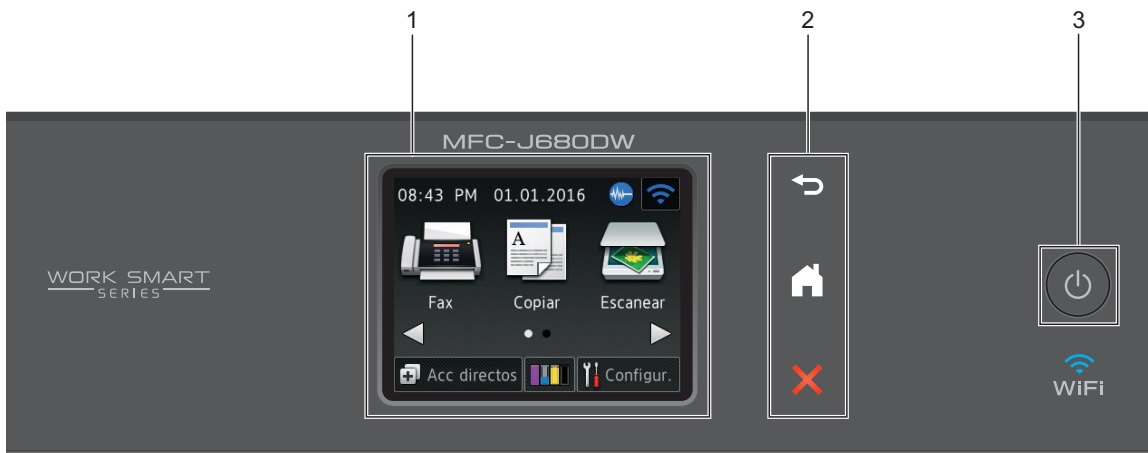 1 2 3
MFC-J680DW
08:43 PM 01.01.2016
A
WORK SMART
SERIES
Fax Copiar Escanear
Acc directos Configur.
WiFi